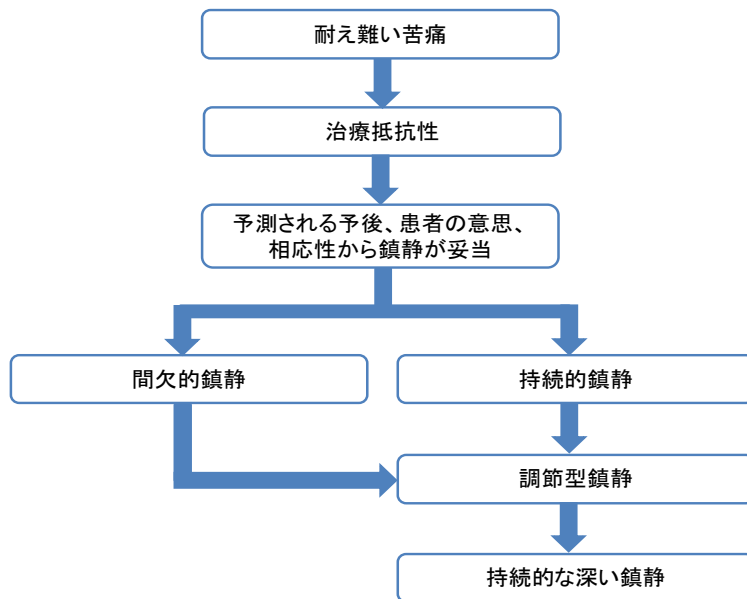 耐え難い苦痛
治療抵抗性
予測される予後、患者の意思、
相応性から鎮静が妥当
間欠的鎮静
持続的鎮静
調節型鎮静
持続的な深い鎮静